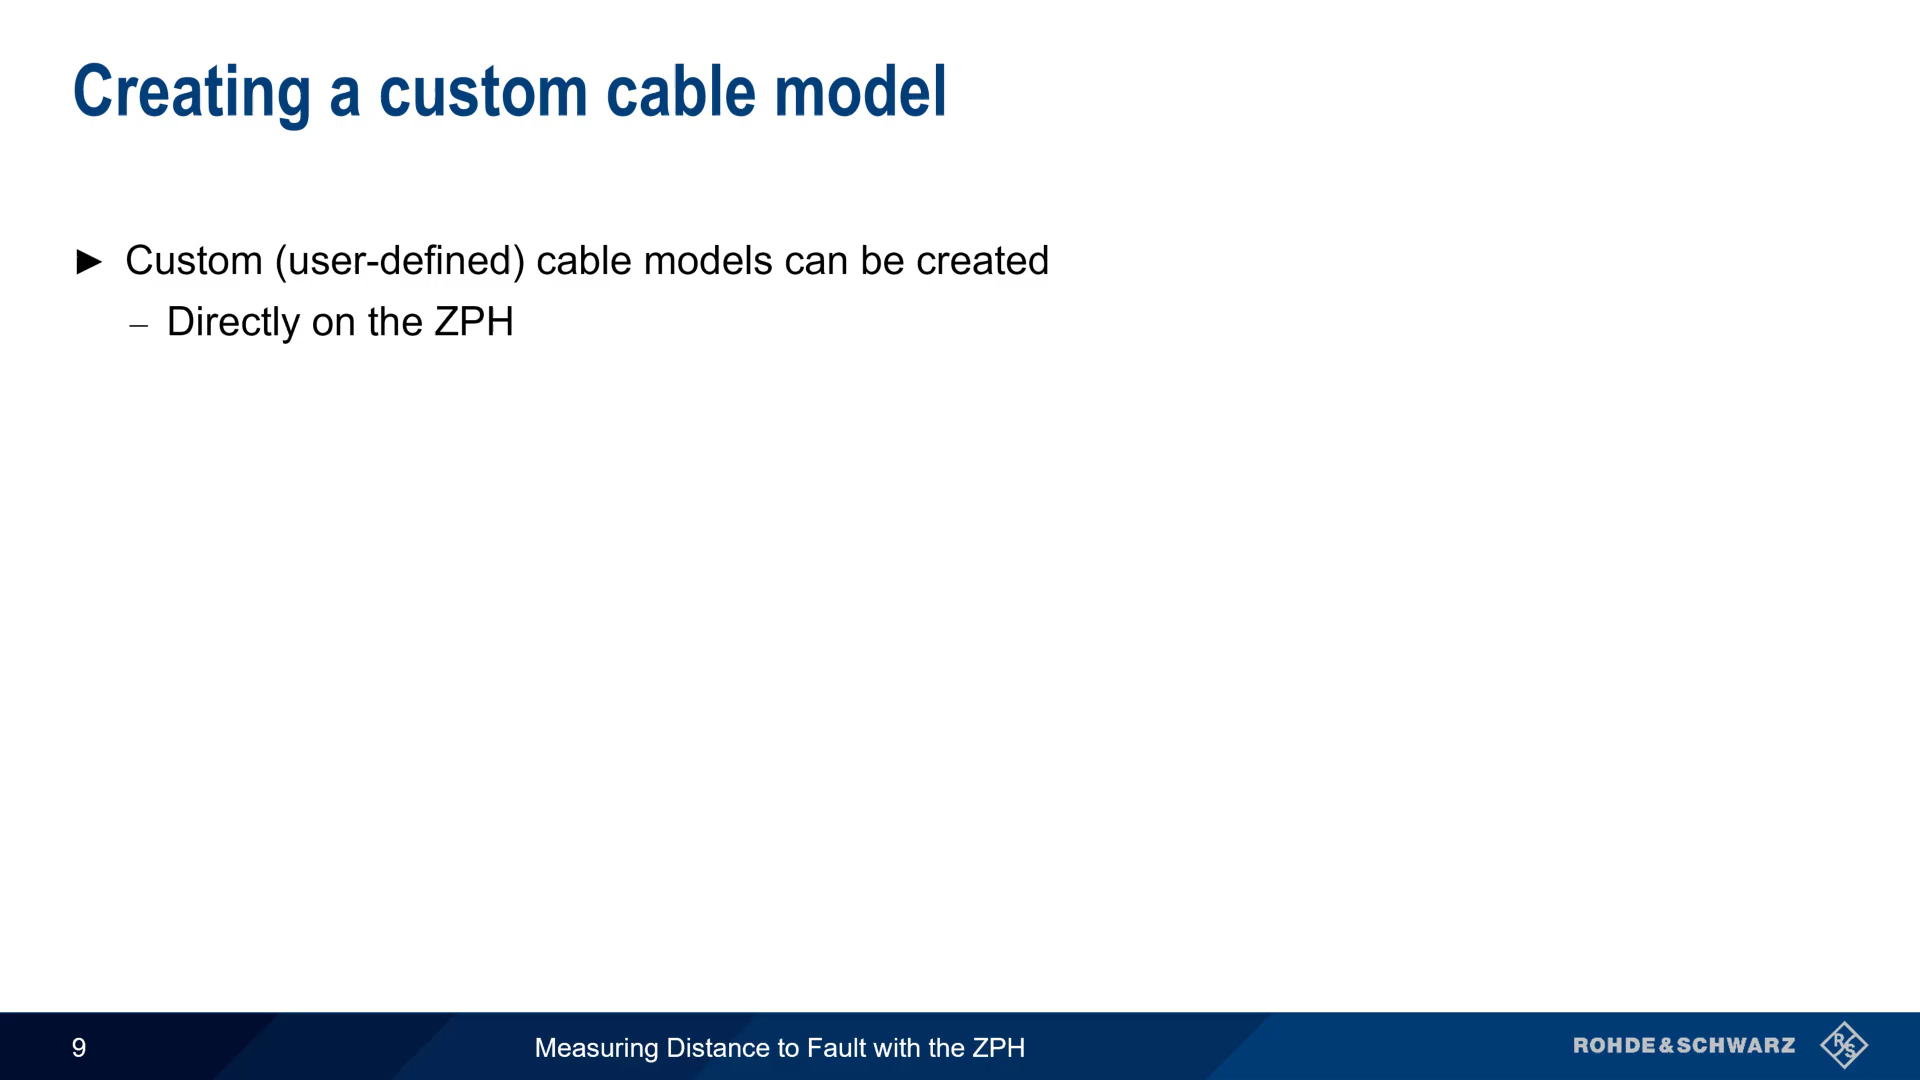 Creating a custom cable model
► Custom (user-defined) cable models can be created
– Directly on the ZPH
9
Measuring Distance to Fault with the ZPH
ROHDE&SCHWARZ
R S